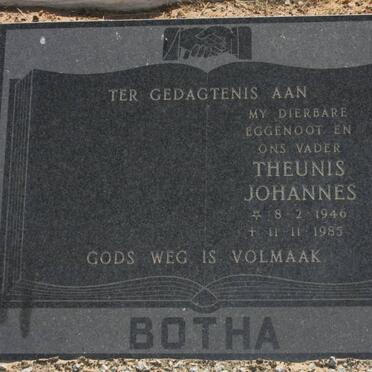 TER GEDAGTENIS AAN
MY DIERBARE
EGGENOOT EN
ONS VADER
THEUNIS
JOHANNES
☆ 8-2-1946
† 11-11-1985
GODS WEG IS VOLMAAK
BOTHA